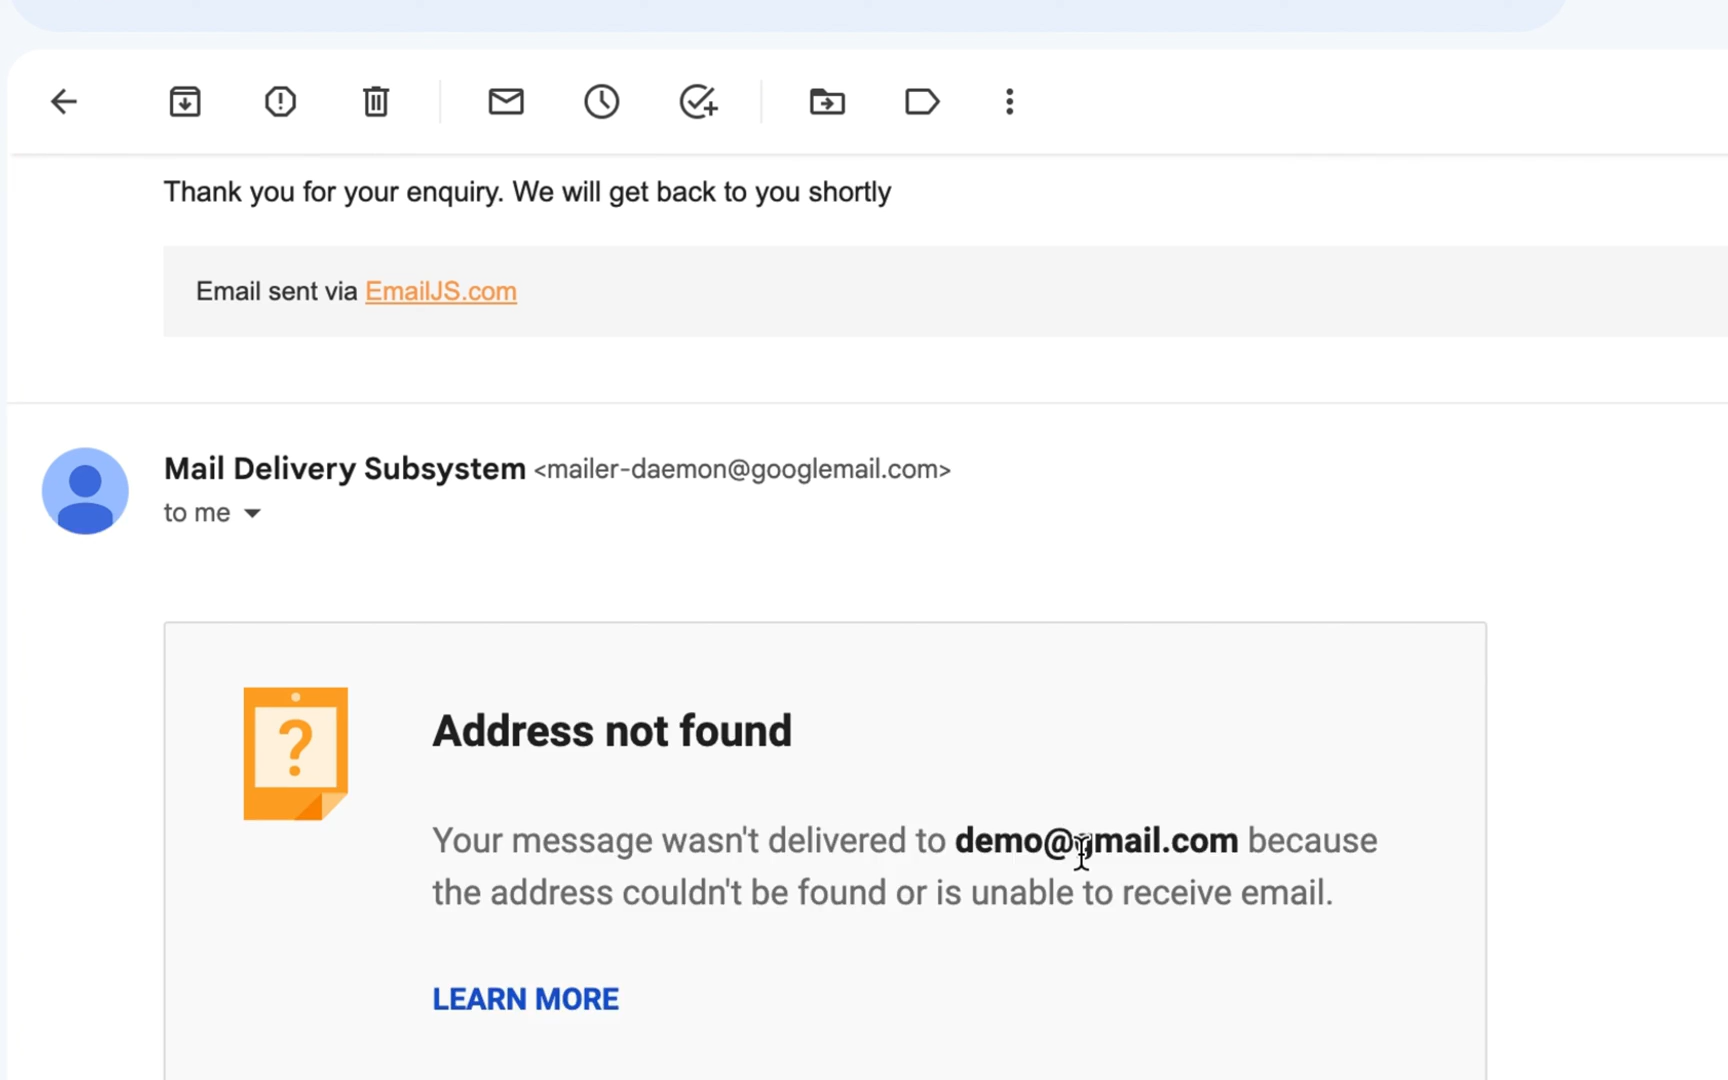 Thank you for your enquiry. We will get back to you shortly
Email sent via EmailJS.com
Mail Delivery Subsystem <mailer-daemon@googlemail.com>
to me
?
Address not found
Your message wasn't delivered to demo@gmail.com because
the address couldn't be found or is unable to receive email.
LEARN MORE